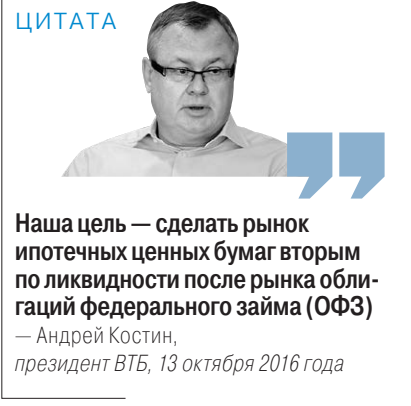 ЦИТАТА
Наша цель — сделать рынок
ипотечных ценных бумаг вторым
по ликвидности после рынка обли-
гаций федерального займа (ОФЗ)
— Андрей Костин,
президент ВТБ, 13 октября 2016 года